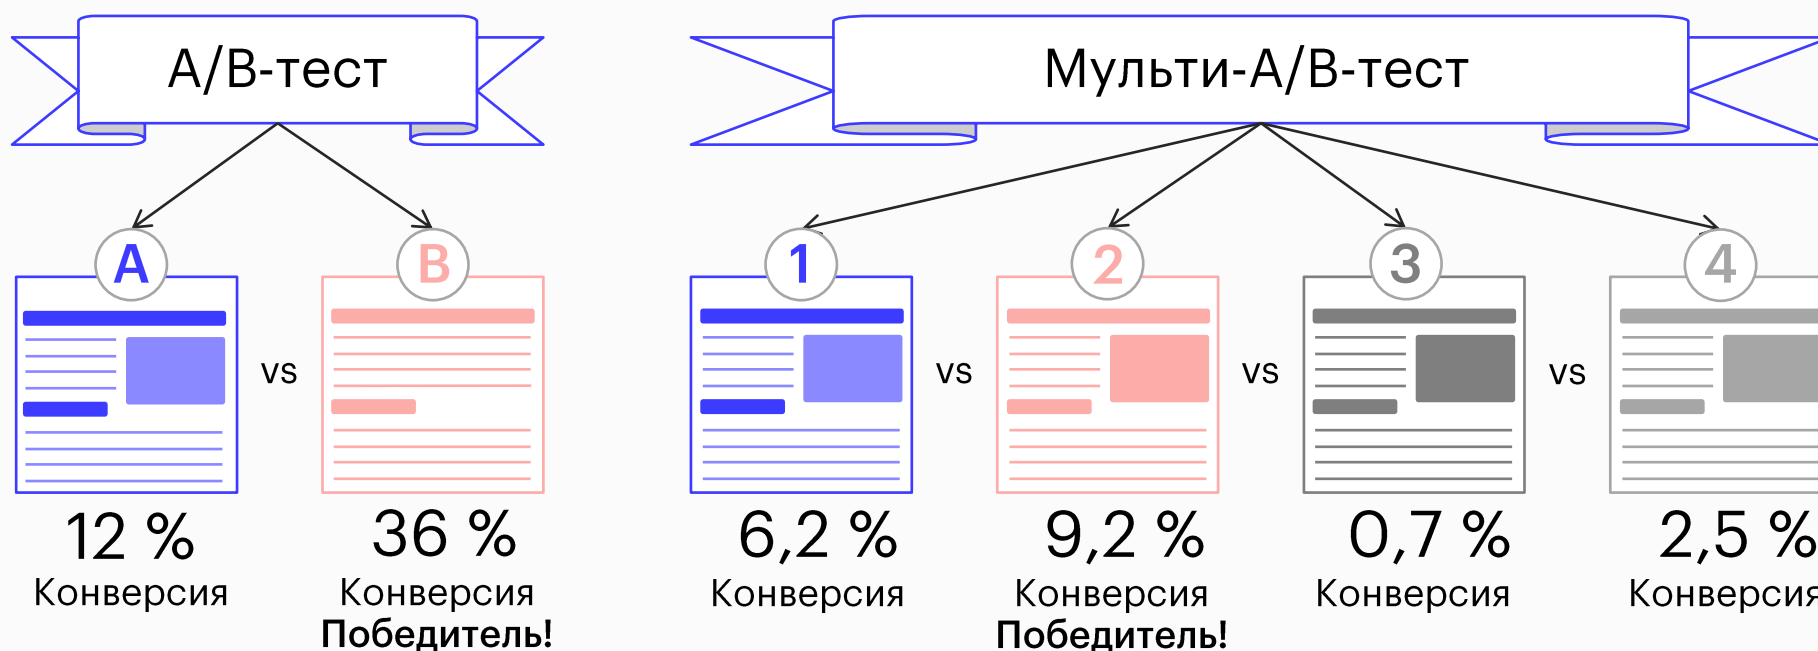 А/В-тест
Мульти-А/В-тест
A
B
1
2
3
4
vs
vs
vs
vs
12 %
36 %
6,2 %
9,2 %
0,7 %
2,5 %
Конверсия
Конверсия
Конверсия
Конверсия
Конверсия
Конверсия
Победитель!
Победитель!